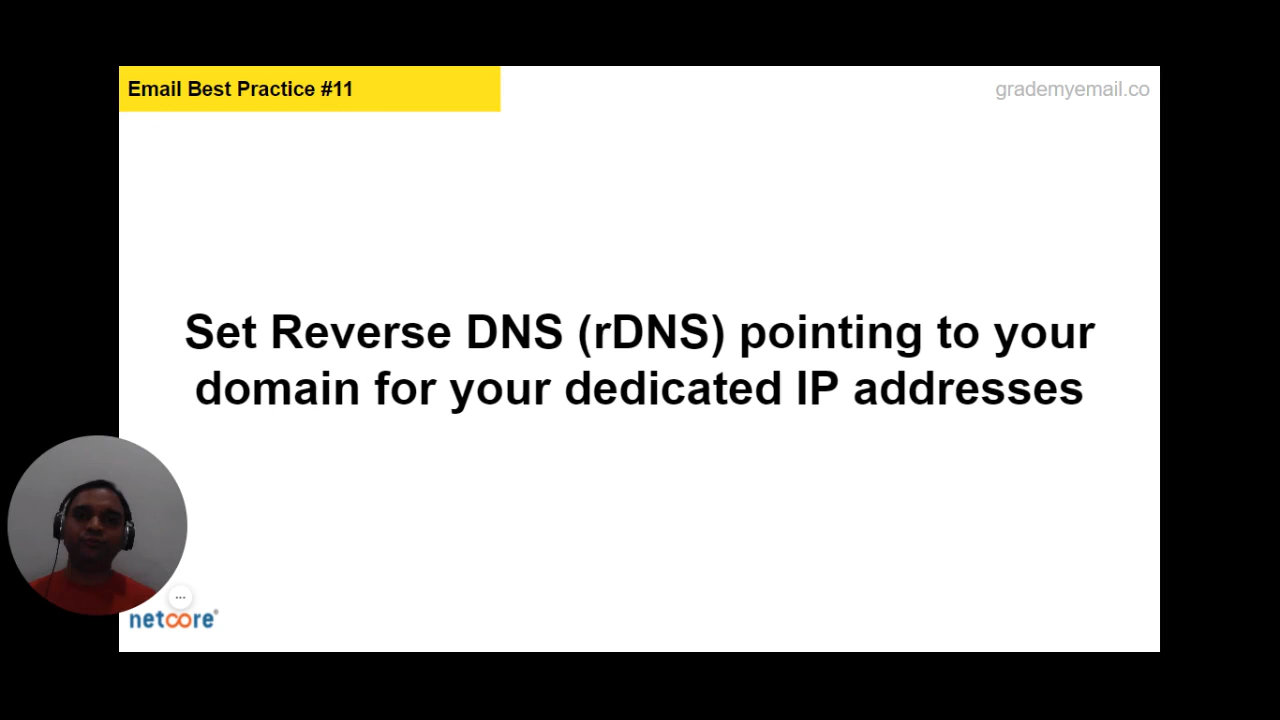 Email Best Practice #11
grademyemail.co
Set Reverse DNS (rDNS) pointing to your
domain for your dedicated IP addresses
netcore®